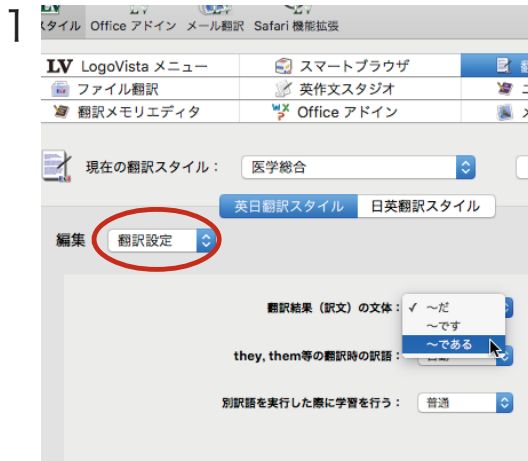 1
スタイル Office アドイン メール翻訳 Safari 機能拡張
LV LogoVista メニュー スマートブラウザ
ファイル翻訳 英作文スタジオ
翻訳メモリエディタ Office アドイン
現在の翻訳スタイル： 医学総合
英日翻訳スタイル 日英翻訳スタイル
編集 翻訳設定
翻訳結果（訳文）の文体： ✓ 〜だ
〜です
〜である
they, them等の翻訳時の訳語：
別訳語を実行した際に学習を行う： 普通